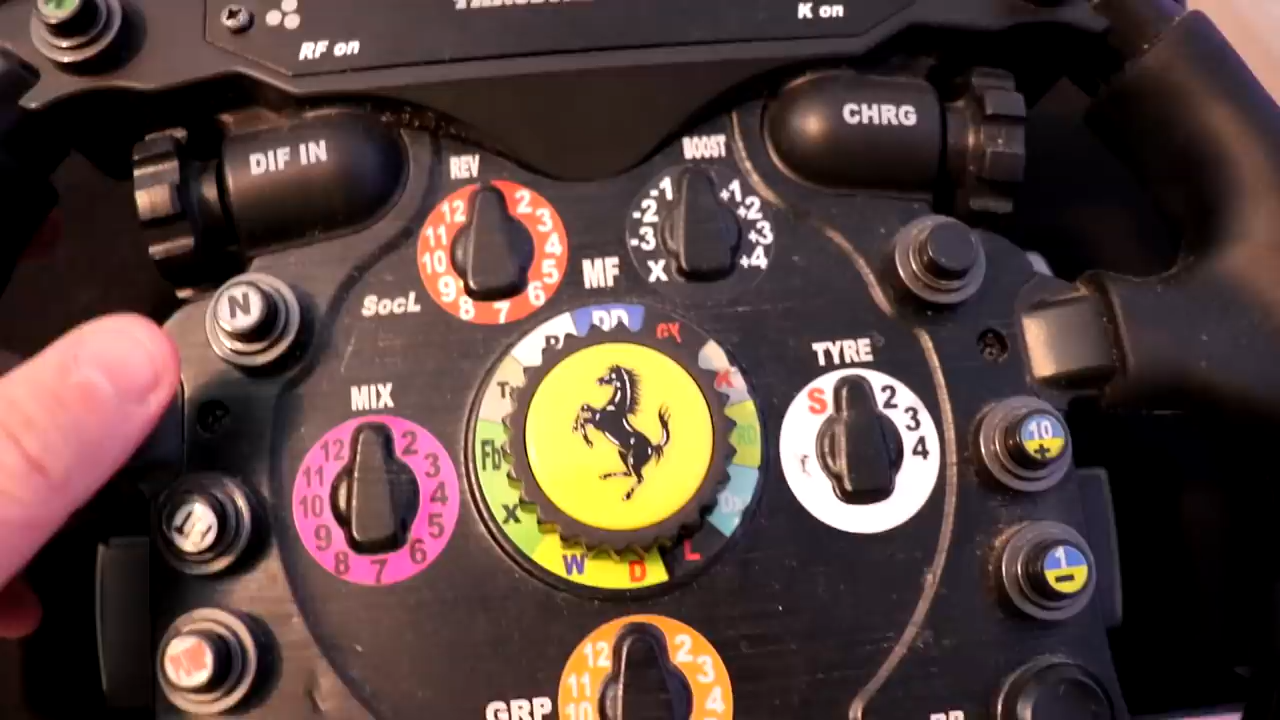 RF on
K on
DIF IN
CHRG
REV
BOOST
12 2 3 4 5 6 7 8 9 10 11
-1 -2 -3 X
+1 +2 +3 +4
MF
SocL
N
DD
Fb
X
W
D
L
RD
MIX
12 2 3 4 5 6 7 8 9 10 11
TYRE
S 2 3 4
10
+
1
-
GRP
12 2 3 4
11
10